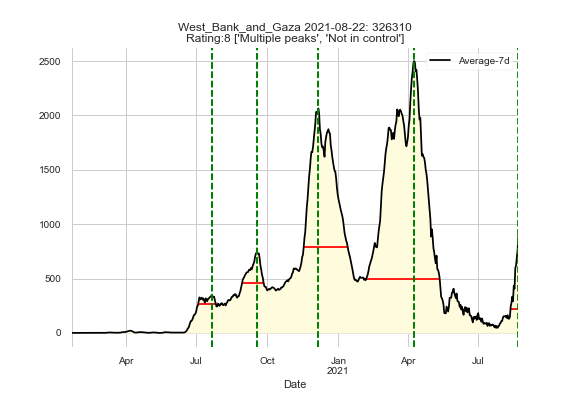 West_Bank_and_Gaza 2021-08-22: 326310
Rating:8 ['Multiple peaks', 'Not in control']
Average-7d
2500
2000
1500
1000
500
0
Apr Jul Oct Jan Apr Jul
2021
Date